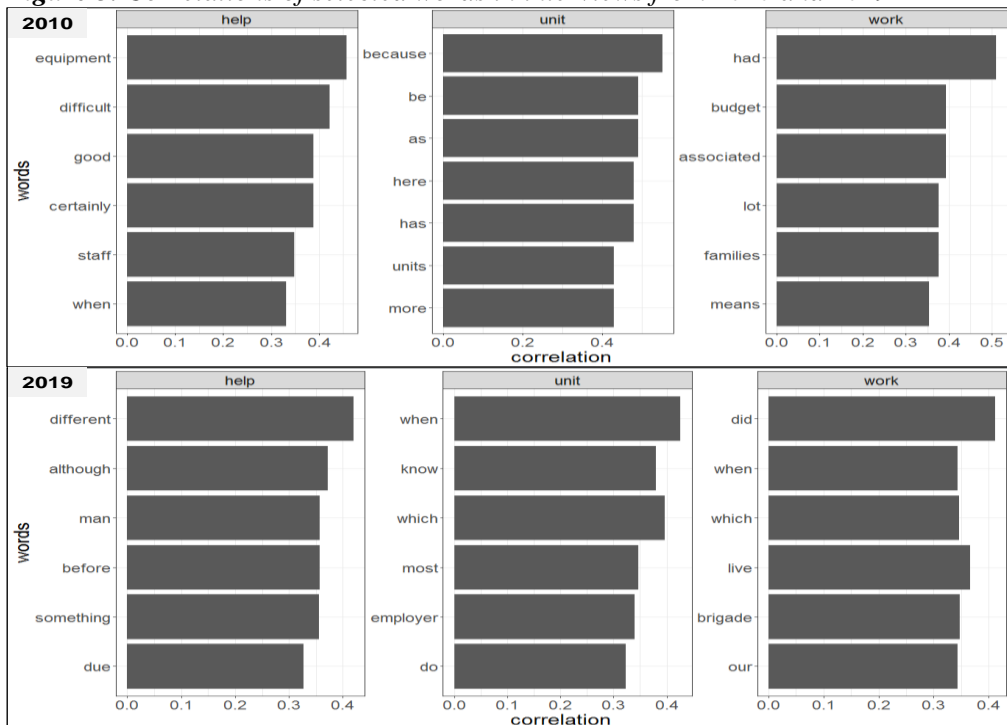 2010
help
unit
work
words
equipment
difficult
good
certainly
staff
when
because
be
as
here
has
units
more
had
budget
associated
lot
families
means
0.0 0.1 0.2 0.3 0.4
0.0 0.2 0.4
0.0 0.1 0.2 0.3 0.4 0.5
correlation
2019
help
unit
work
words
different
although
man
before
something
due
when
know
which
most
employer
do
did
when
which
live
brigade
our
0.0 0.1 0.2 0.3 0.4
0.0 0.1 0.2 0.3 0.4
0.0 0.1 0.2 0.3 0.4
correlation